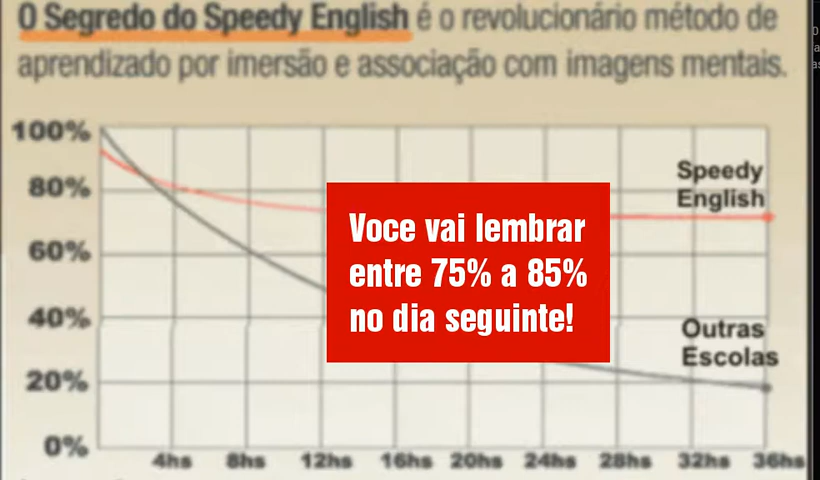 O Segredo do Speedy English é o revolucionário método de
aprendizado por imersão e associação com imagens mentais.
100%
80%
60%
40%
20%
0%
Speedy
English
Voce vai lembrar
entre 75% a 85%
no dia seguinte!
Outras
Escolas
4hs 8hs 12hs 16hs 20hs 24hs 28hs 32hs 36hs